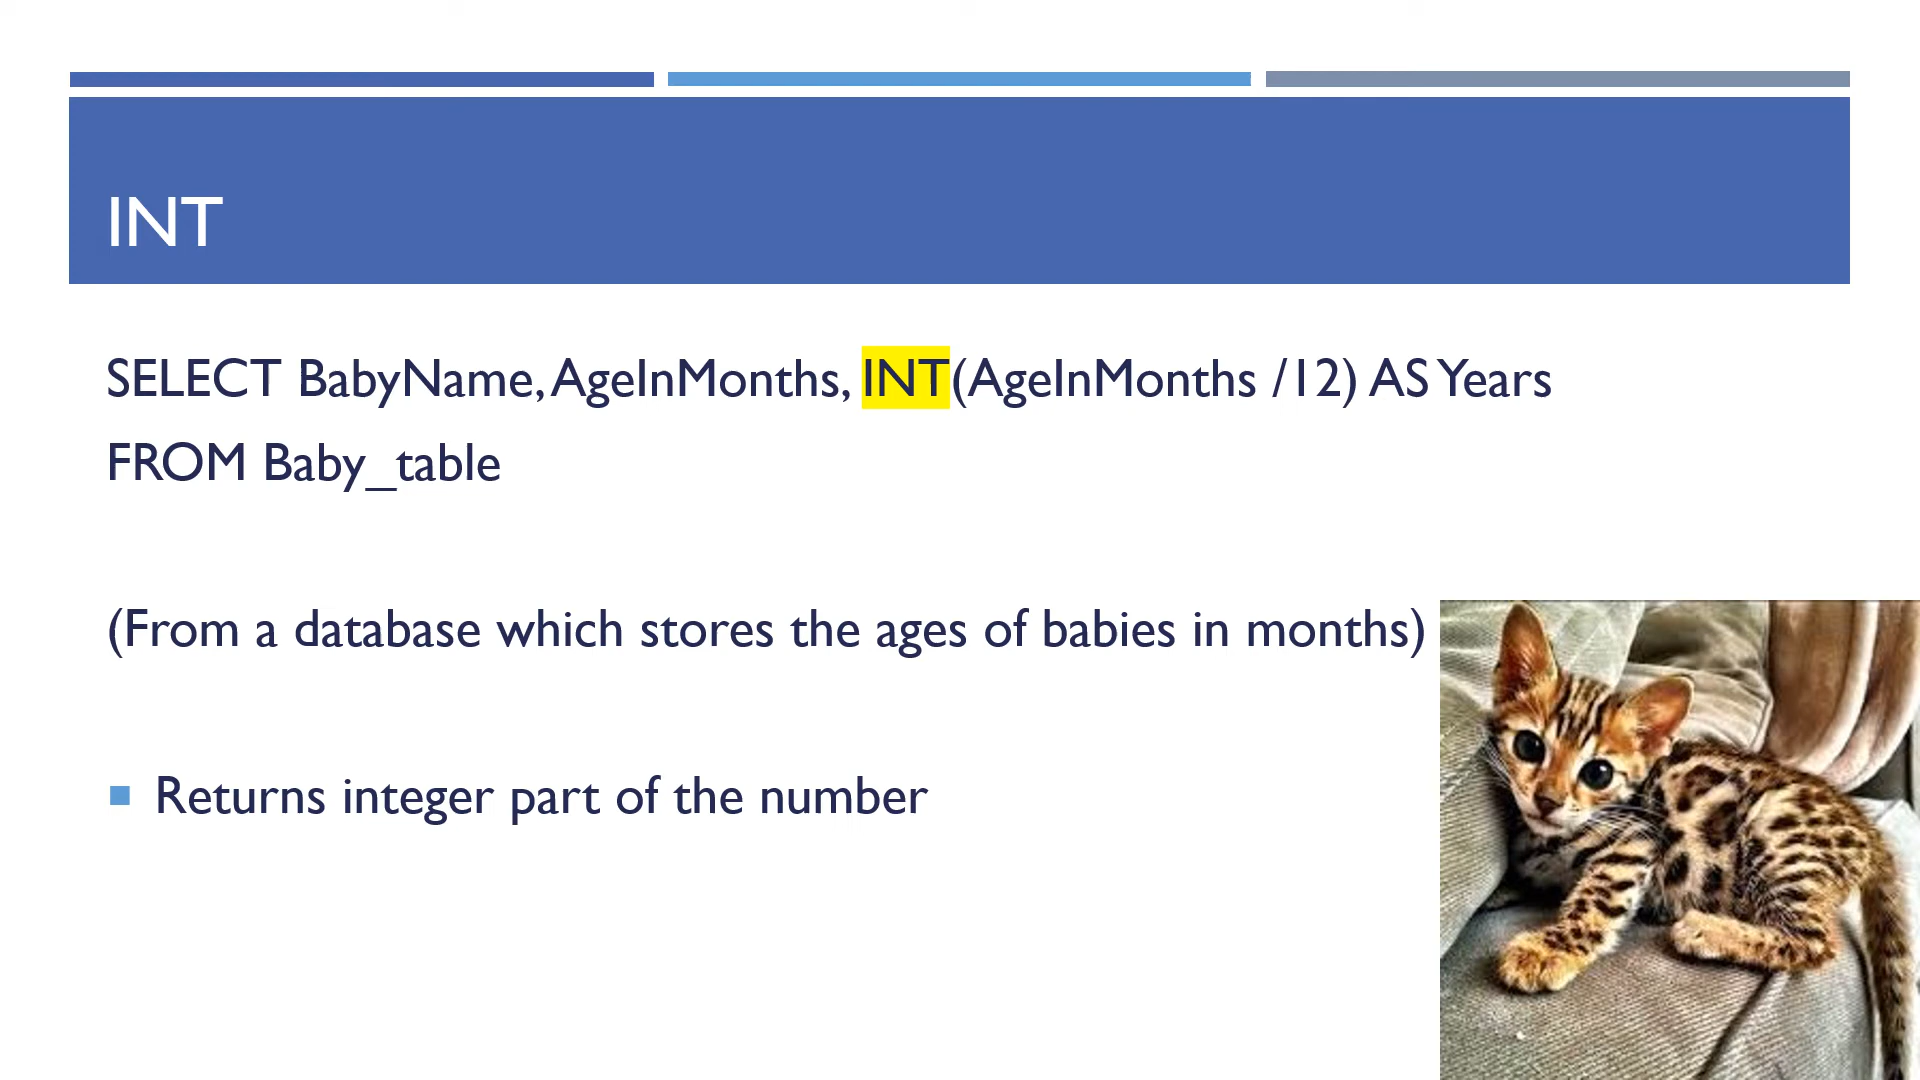 INT
SELECT BabyName, AgeInMonths, INT(AgeInMonths /12) AS Years
FROM Baby_table
(From a database which stores the ages of babies in months)
Returns integer part of the number